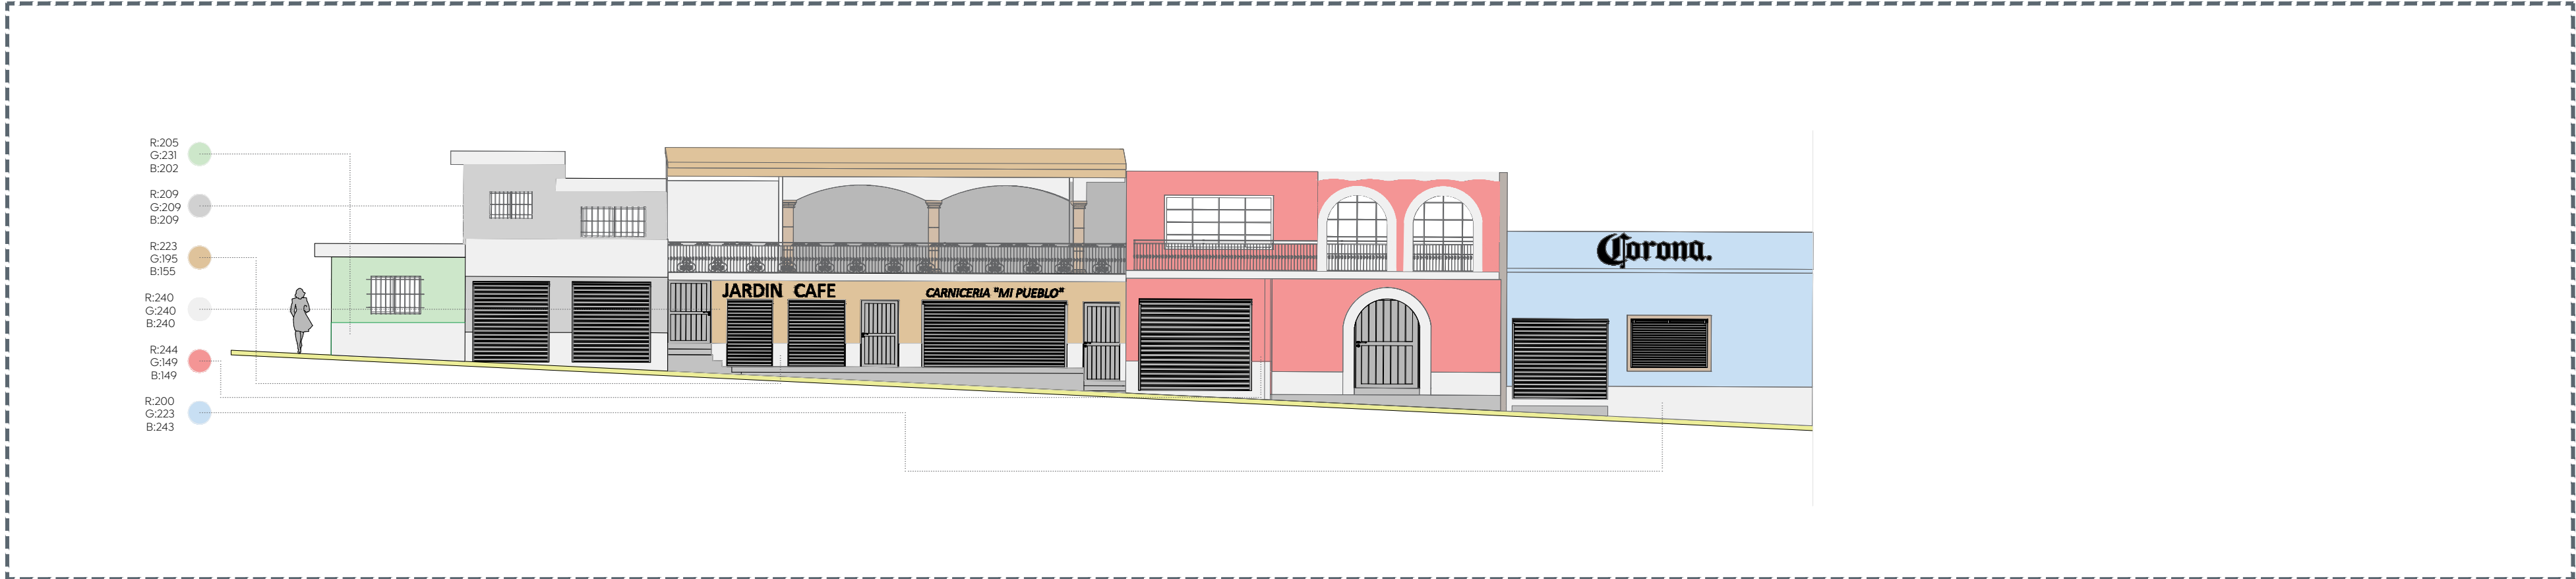 R:205
G:231
B:202
R:209
G:209
B:209
R:223
G:195
B:155
R:240
G:240
B:240
R:244
G:149
B:149
R:200
G:223
B:243
JARDIN CAFE
CARNICERIA "MI PUEBLO"
Corona.